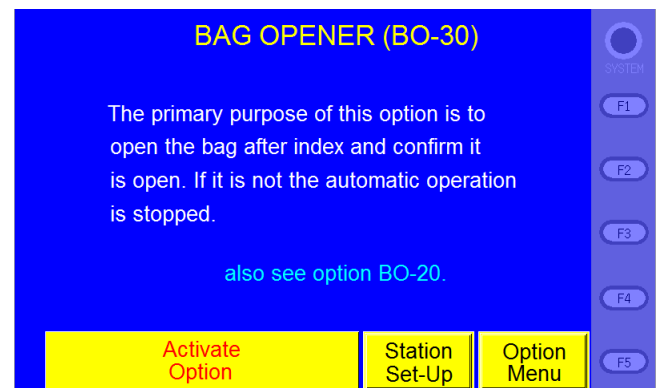 BAG OPENER (BO-30)
SYSTEM
The primary purpose of this option is to
open the bag after index and confirm it
is open. If it is not the automatic operation
is stopped.
also see option BO-20.
F1
F2
F3
F4
F5
Activate
Option
Station
Set-Up
Option
Menu